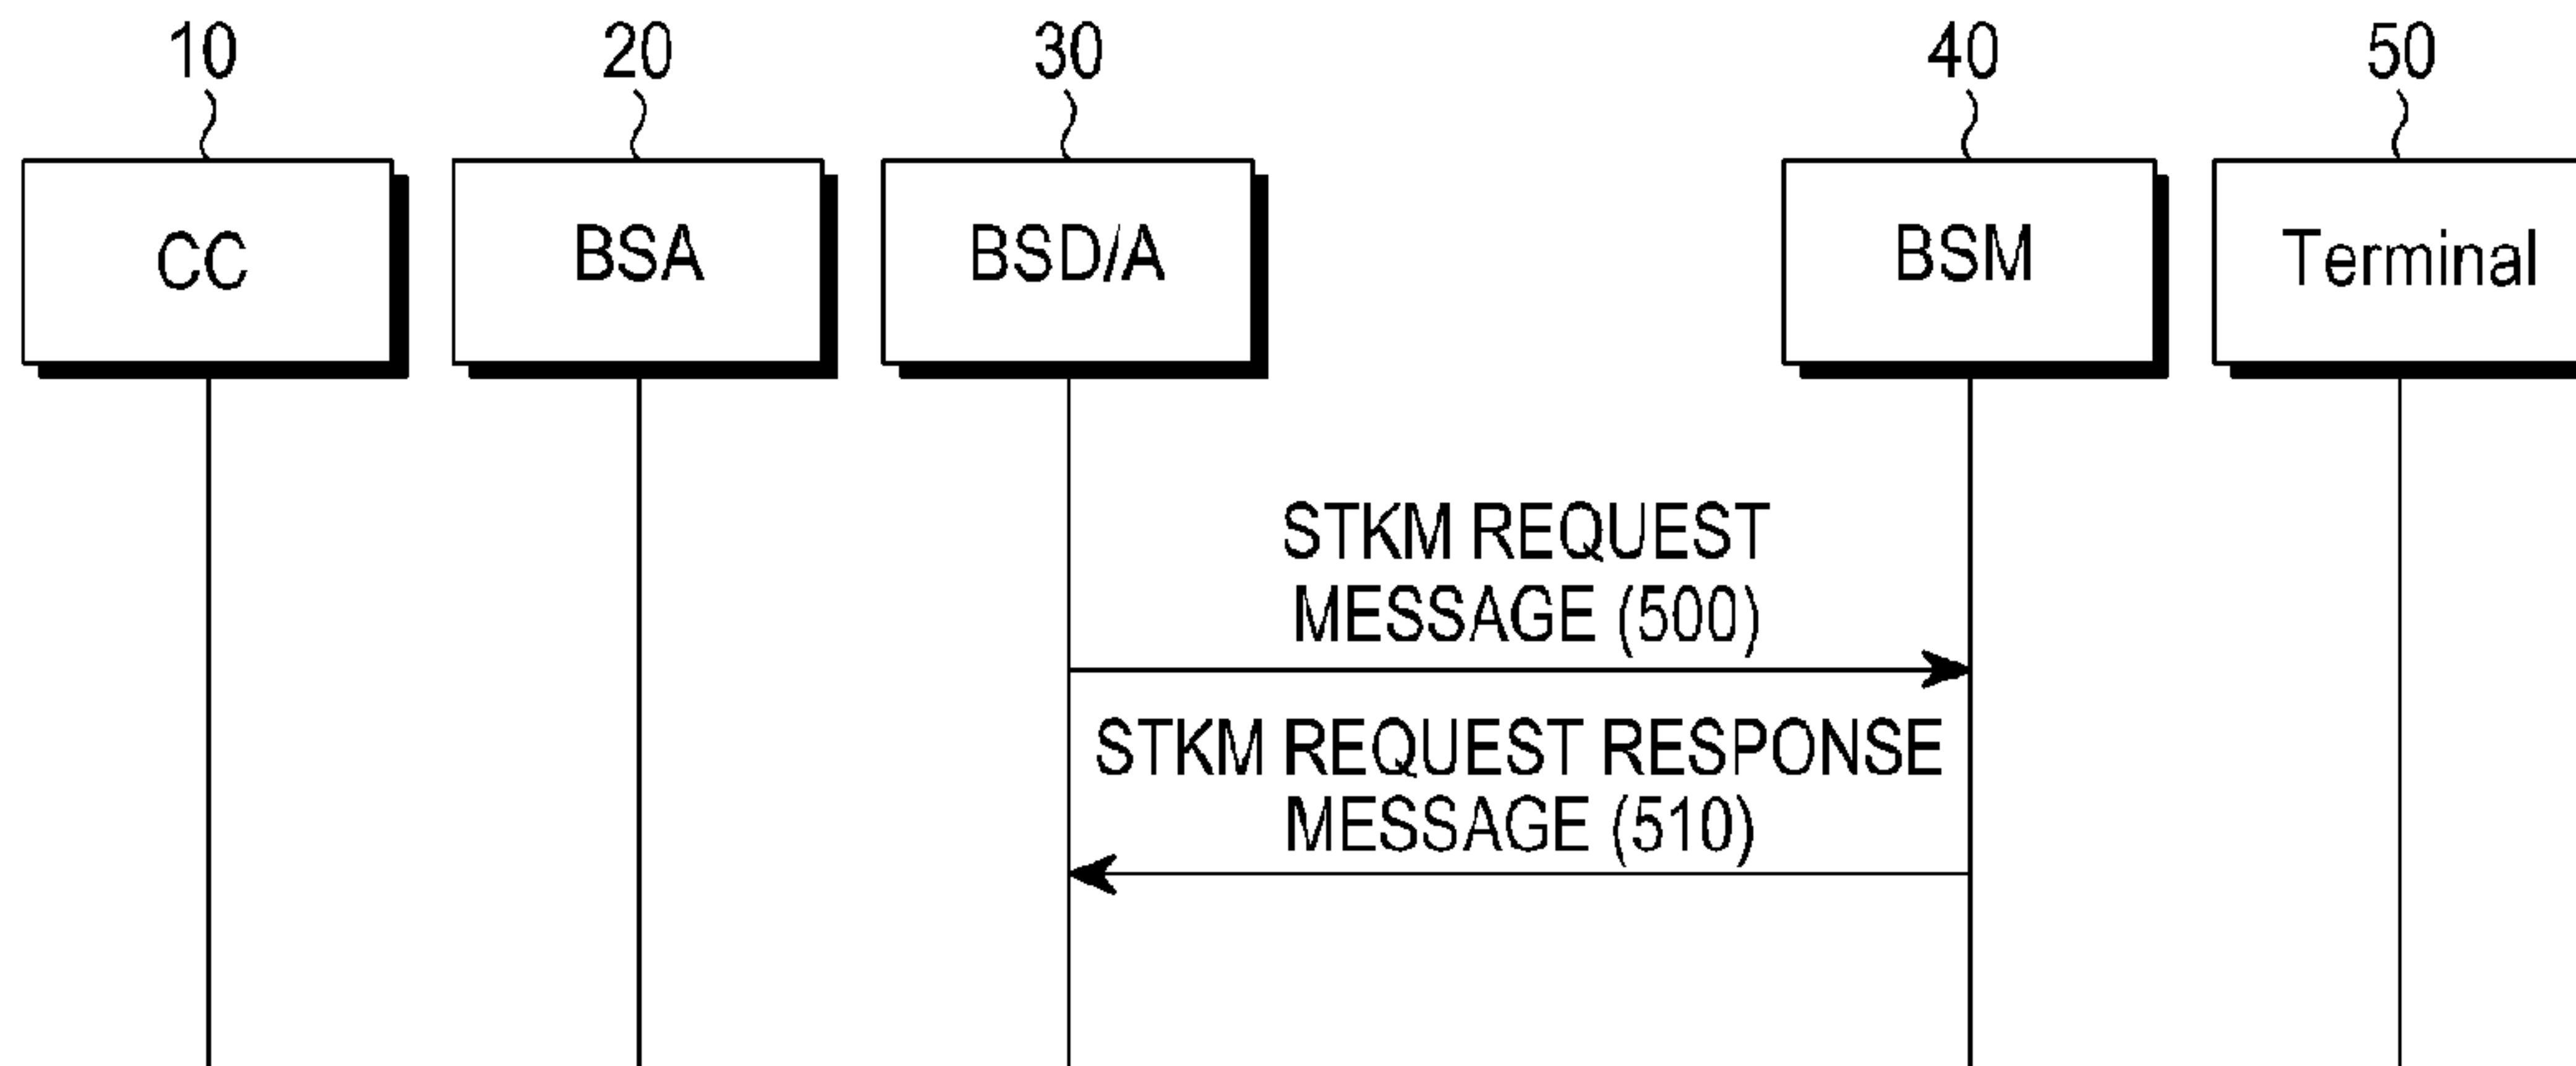 10
20
30
40
50
CC
BSA
BSD/A
BSM
Terminal
STKM REQUEST
MESSAGE (500)
STKM REQUEST RESPONSE
MESSAGE (510)